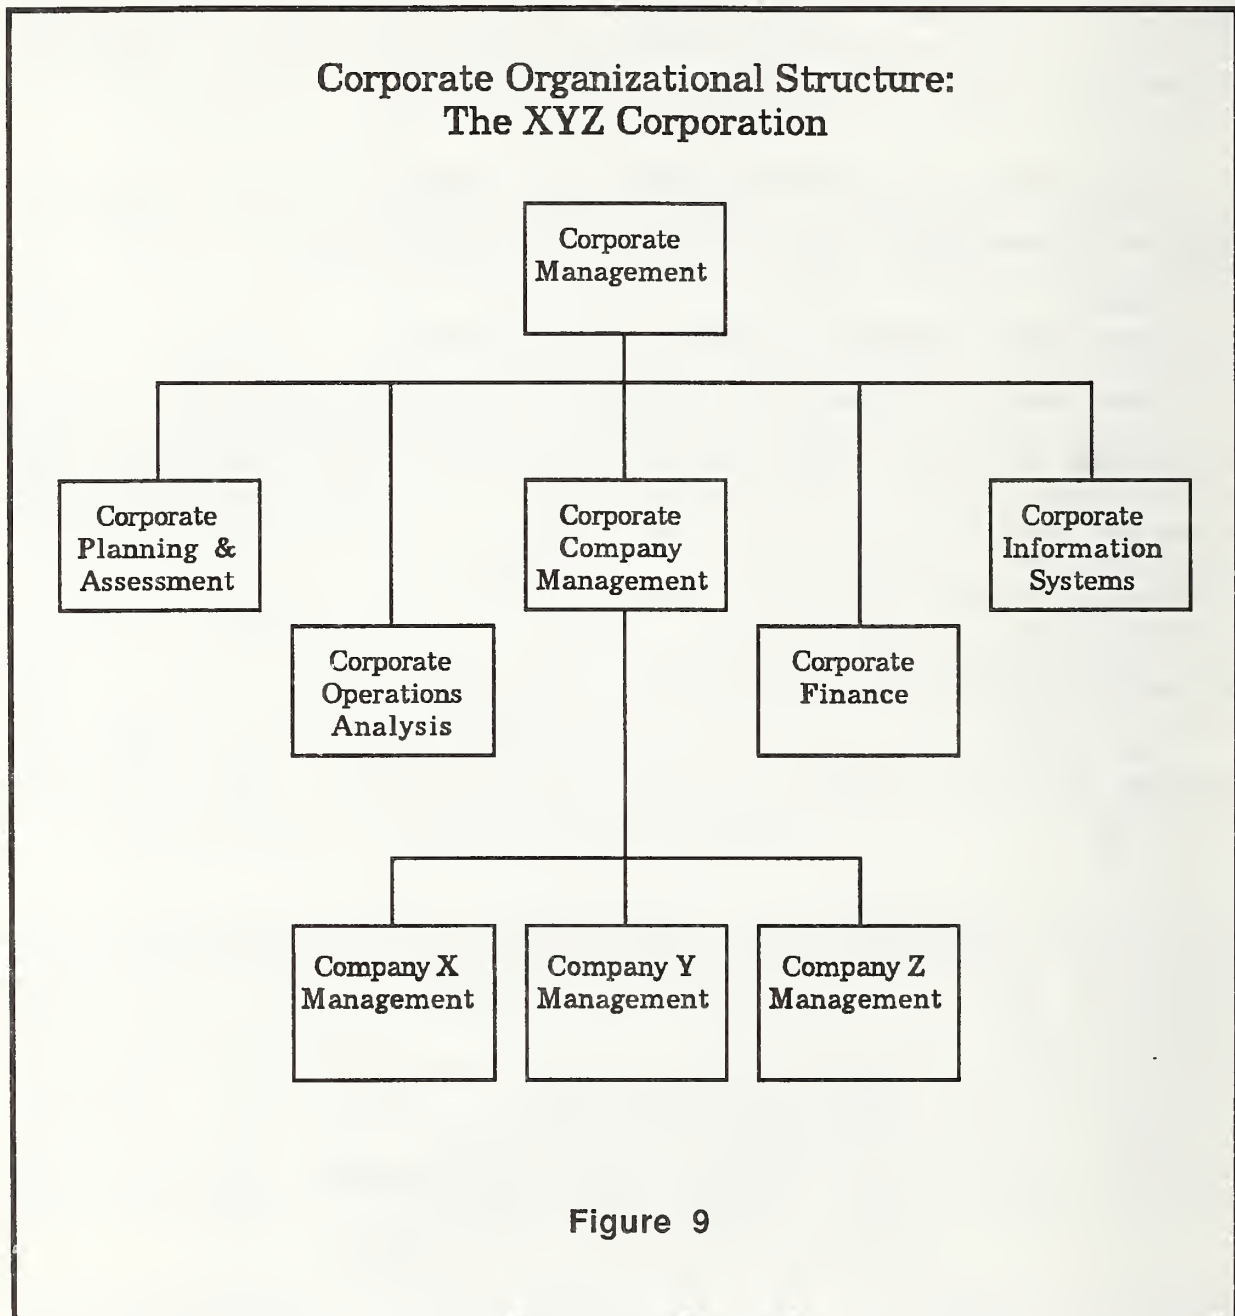 Corporate Organizational Structure:
The XYZ Corporation
Corporate
Management
Corporate
Planning &
Assessment
Corporate
Company
Management
Corporate
Information
Systems
Corporate
Operations
Analysis
Corporate
Finance
Company X
Management
Company Y
Management
Company Z
Management
Figure 9